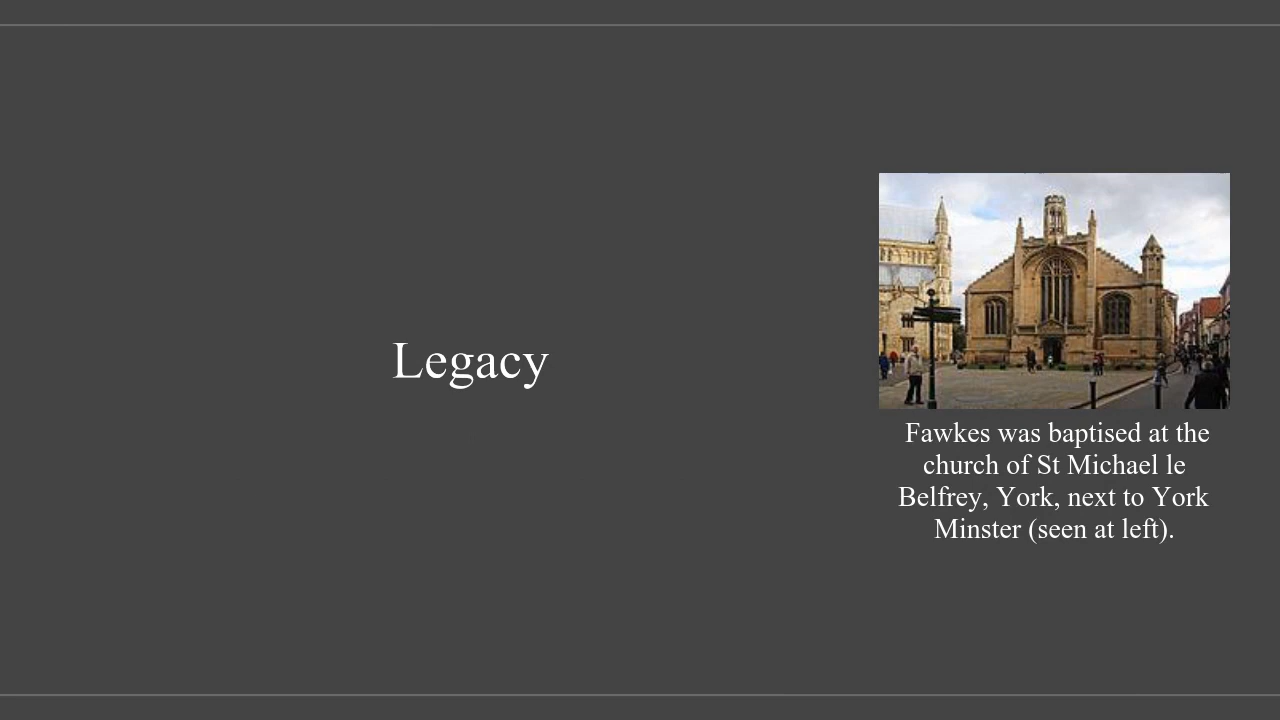 Legacy
Fawkes was baptised at the
church of St Michael le
Belfrey, York, next to York
Minster (seen at left).